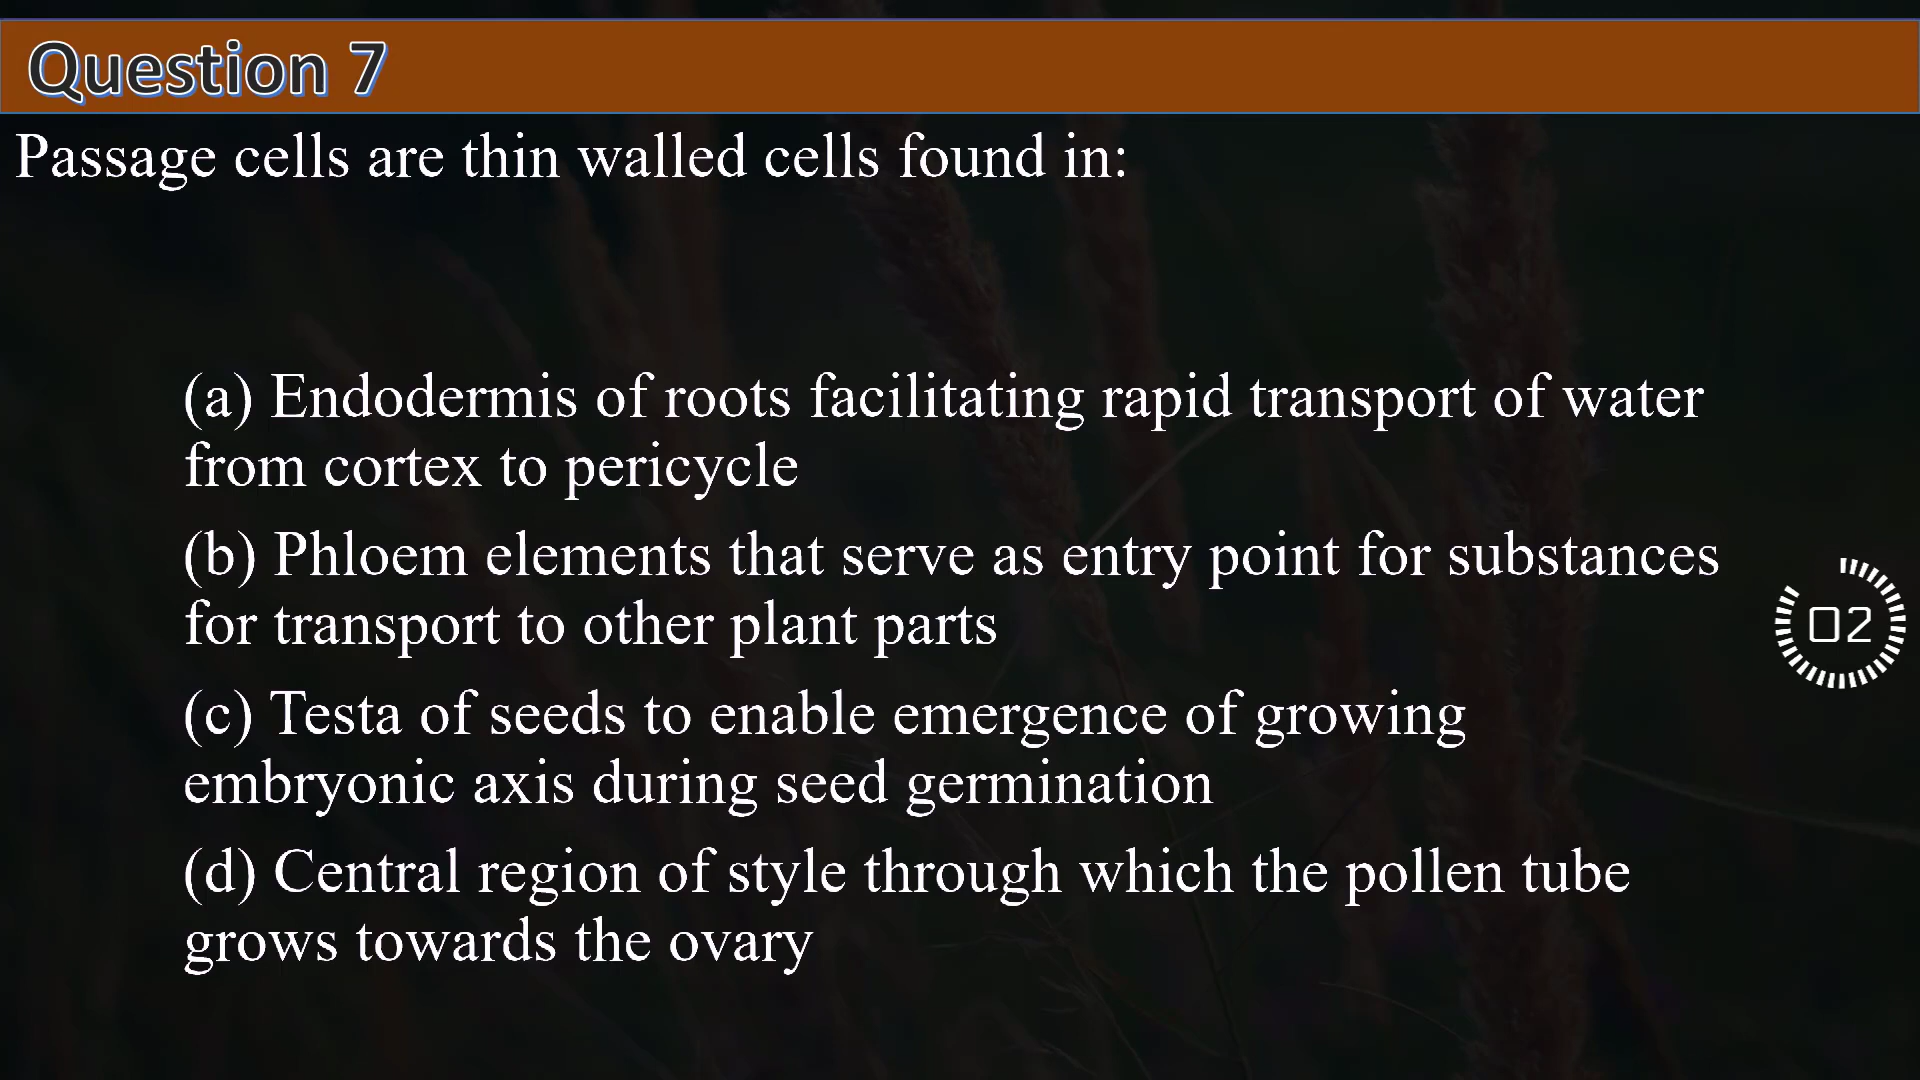 Question 7
Passage cells are thin walled cells found in:
(a) Endodermis of roots facilitating rapid transport of water
from cortex to pericycle
(b) Phloem elements that serve as entry point for substances
for transport to other plant parts
02
(c) Testa of seeds to enable emergence of growing
embryonic axis during seed germination
(d) Central region of style through which the pollen tube
grows towards the ovary